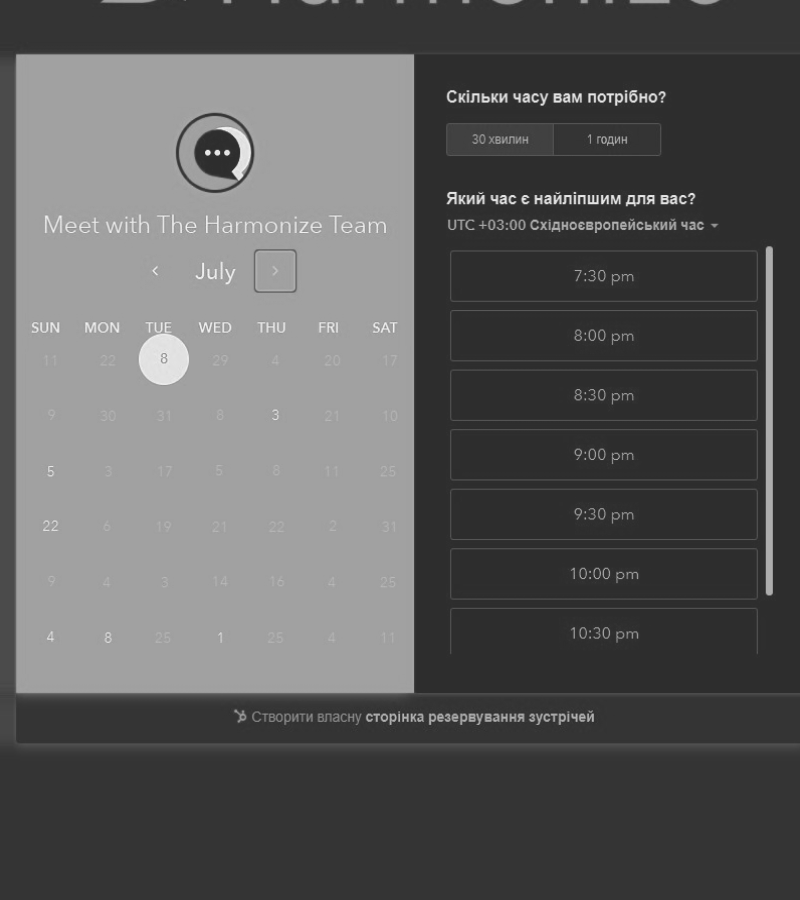 Meet with The Harmonize Team
July
SUN MON TUE WED THU FRI SAT
11 22 8 29 4 20 17
9 30 31 8 3 21 10
5 3 17 5 8 11 25
22 6 19 21 22 2 31
9 4 3 14 16 4 25
4 8 25 1 25 4 11
Скільки часу вам потрібно?
30 хвилин 1 годин
Який час є найліпшим для вас?
UTC +03:00 Східноєвропейський час
7:30 pm
8:00 pm
8:30 pm
9:00 pm
9:30 pm
10:00 pm
10:30 pm
Створити власну сторінка резервування зустрічей